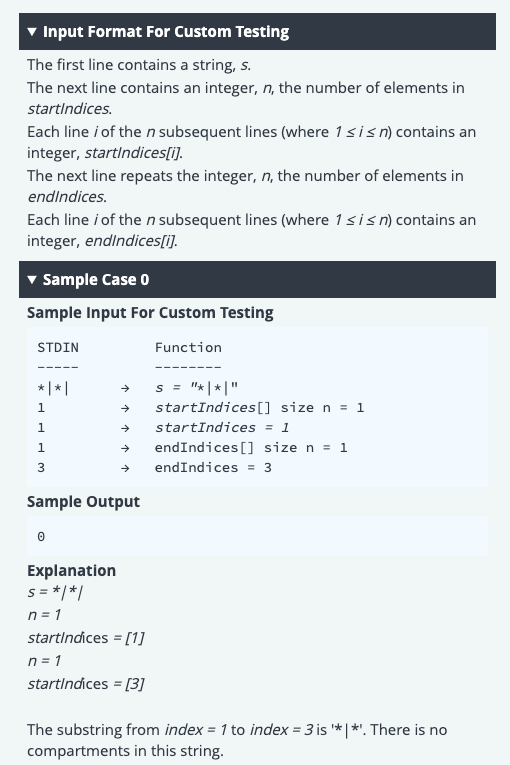 ▼ Input Format For Custom Testing
The first line contains a string, s.
The next line contains an integer, n, the number of elements in
startIndices.
Each line i of the n subsequent lines (where 1 ≤ i ≤ n) contains an
integer, startIndices[i].
The next line repeats the integer, n, the number of elements in
endIndices.
Each line i of the n subsequent lines (where 1 ≤ i ≤ n) contains an
integer, endIndices[i].
▼ Sample Case 0
Sample Input For Custom Testing
STDIN Function
----- --------
*|*| → s = "*|*|"
1 → startIndices[] size n = 1
1 → startIndices = 1
1 → endIndices[] size n = 1
3 → endIndices = 3
Sample Output
0
Explanation
s = *|*|
n = 1
startIndices = [1]
n = 1
startIndices = [3]
The substring from index = 1 to index = 3 is '*|*'. There is no
compartments in this string.